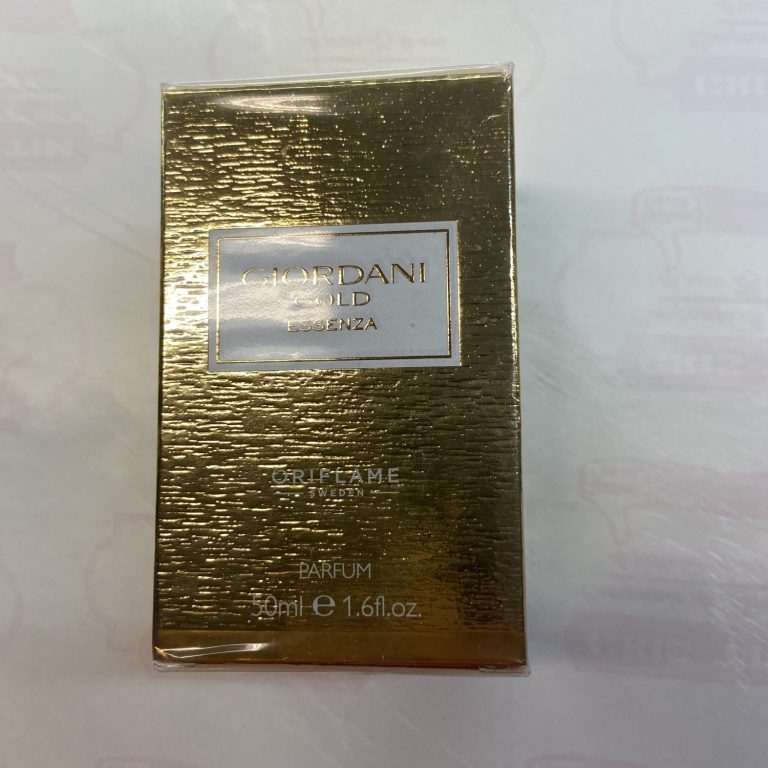 GIORDANI
GOLD
ESSENZA
ORIFLAME
SWEDEN
PARFUM
50ml ℮ 1.6fl.oz.